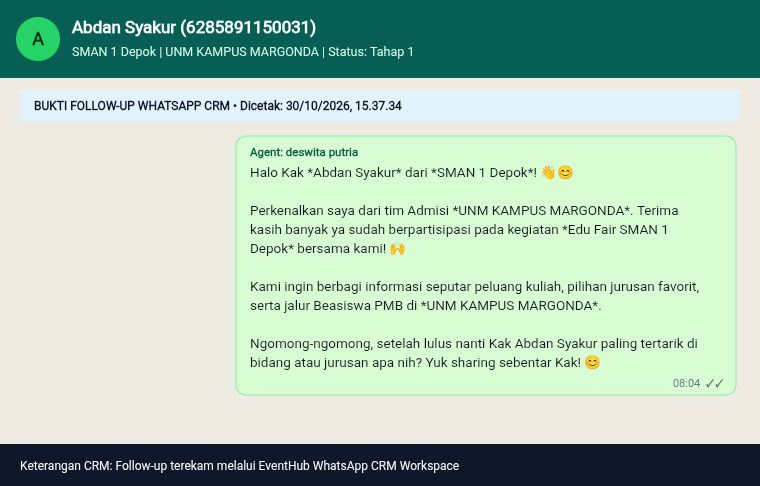 A
Abdan Syakur (6285891150031)
SMAN 1 Depok | UNM KAMPUS MARGONDA | Status: Tahap 1
BUKTI FOLLOW-UP WHATSAPP CRM • Dicetak: 30/10/2026, 15.37.34
Agent: deswita putria
Halo Kak *Abdan Syakur* dari *SMAN 1 Depok*! 👋😊
Perkenalkan saya dari tim Admisi *UNM KAMPUS MARGONDA*. Terima
kasih banyak ya sudah berpartisipasi pada kegiatan *Edu Fair SMAN 1
Depok* bersama kami! 🙌
Kami ingin berbagi informasi seputar peluang kuliah, pilihan jurusan favorit,
serta jalur Beasiswa PMB di *UNM KAMPUS MARGONDA*.
Ngomong-ngomong, setelah lulus nanti Kak Abdan Syakur paling tertarik di
bidang atau jurusan apa nih? Yuk sharing sebentar Kak! 😊
08:04 ✓✓
Keterangan CRM: Follow-up terekam melalui EventHub WhatsApp CRM Workspace